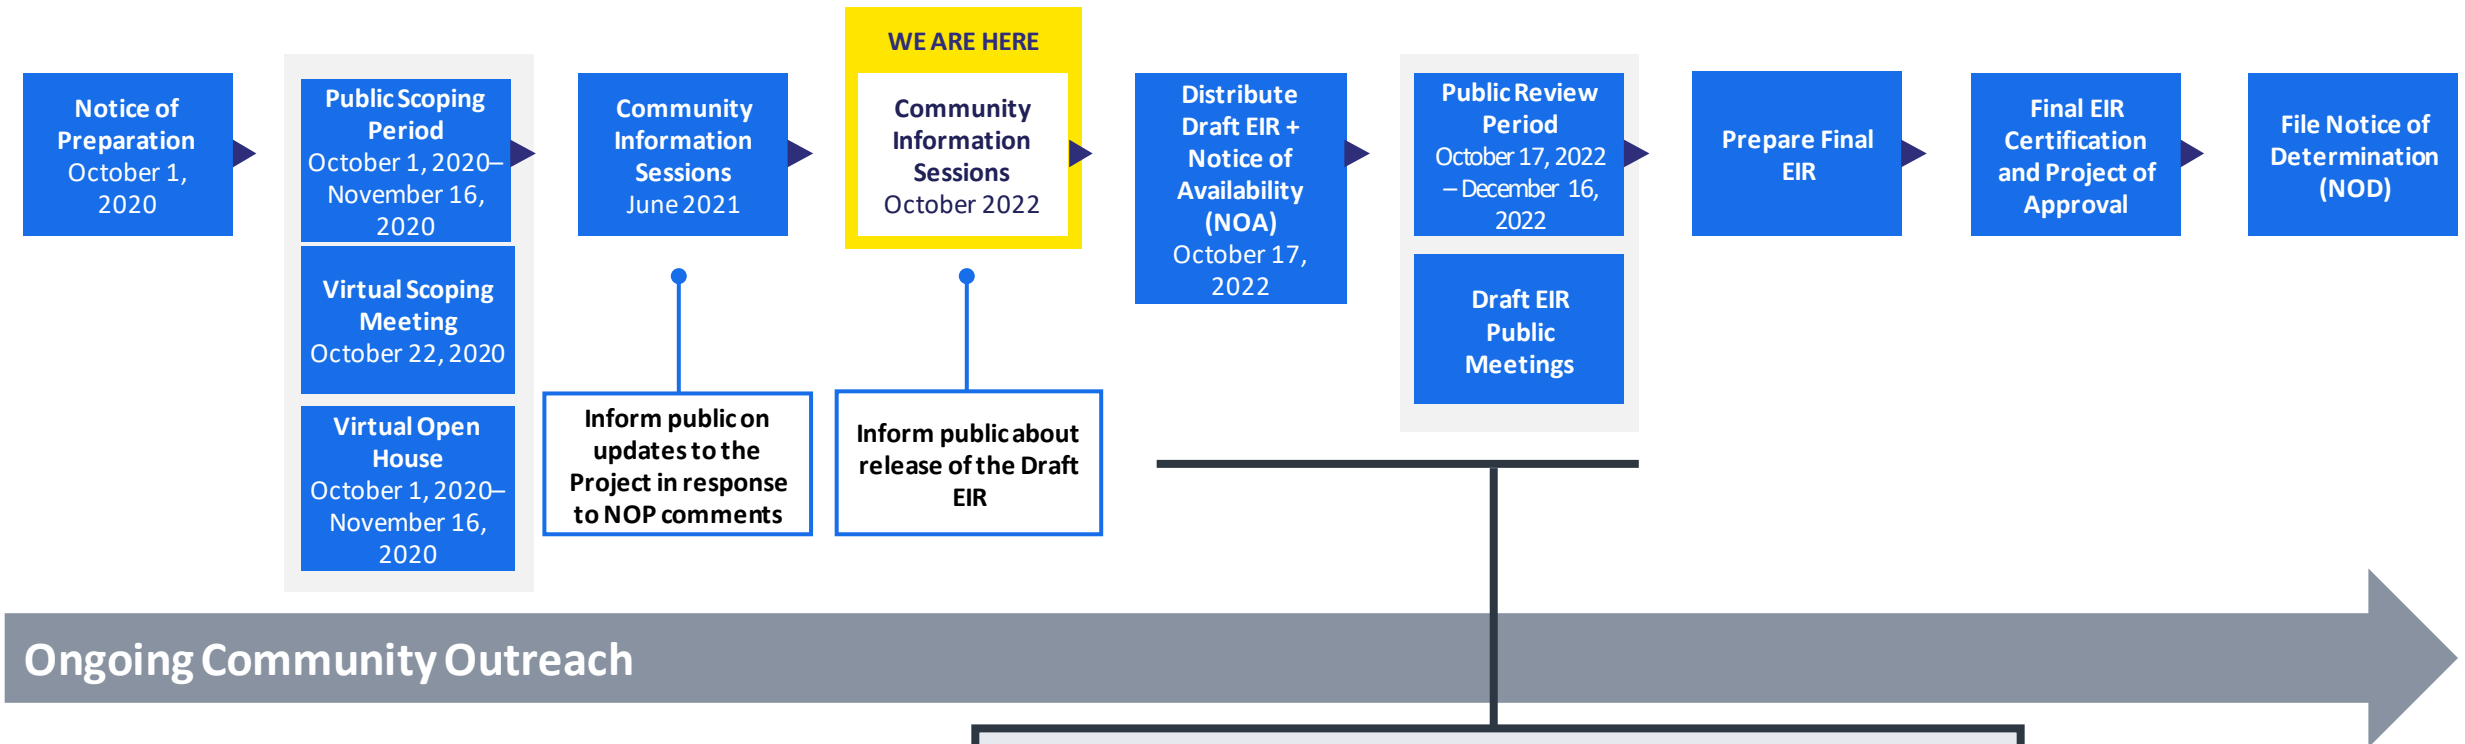 WE ARE HERE
Notice of
Preparation
October 1,
2020
Public Scoping
Period
October 1, 2020–
November 16,
2020
Virtual Scoping
Meeting
October 22, 2020
Virtual Open
House
October 1, 2020–
November 16,
2020
Community
Information
Sessions
June 2021
Inform public on
updates to the
Project in response
to NOP comments
Community
Information
Sessions
October 2022
Inform public about
release of the Draft
EIR
Distribute
Draft EIR +
Notice of
Availability
(NOA)
October 17,
2022
Public Review
Period
October 17, 2022
– December 16,
2022
Draft EIR
Public
Meetings
Prepare Final
EIR
Final EIR
Certification
and Project of
Approval
File Notice of
Determination
(NOD)
Ongoing Community Outreach